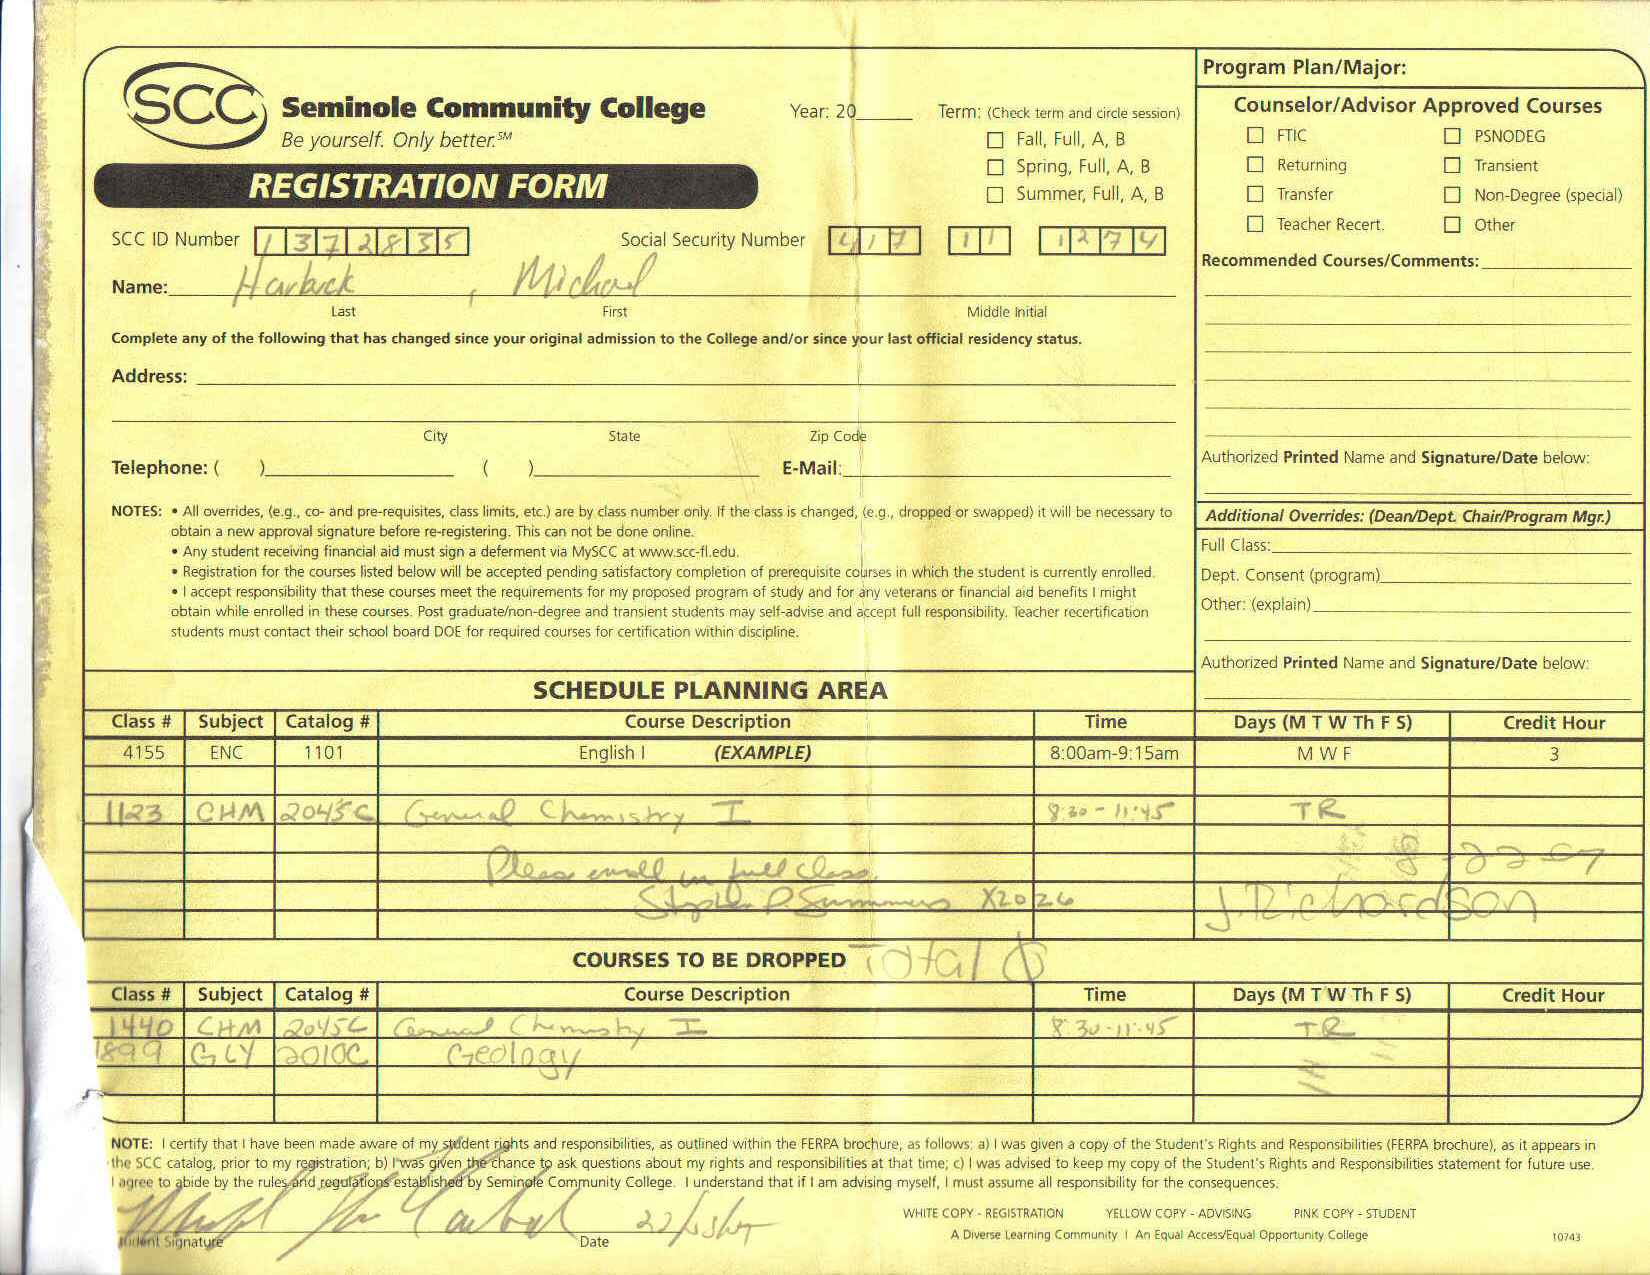 SCC Seminole Community College
Be yourself. Only better.SM
REGISTRATION FORM
Year: 20_____ Term: (Check term and circle session)
☐ Fall, Full, A, B
☐ Spring, Full, A, B
☐ Summer, Full, A, B
SCC ID Number 1372835 Social Security Number 417 11 1274
Name: Harbuck , Michael
Last First Middle Initial
Complete any of the following that has changed since your original admission to the College and/or since your last official residency status.
Address:
City State Zip Code
Telephone: ( ) ( ) E-Mail:
NOTES: • All overrides, (e.g., co- and pre-requisites, class limits, etc.) are by class number only. If the class is changed, (e.g., dropped or swapped) it will be necessary to
obtain a new approval signature before re-registering. This can not be done online.
• Any student receiving financial aid must sign a deferment via MySCC at www.scc-fl.edu.
• Registration for the courses listed below will be accepted pending satisfactory completion of prerequisite courses in which the student is currently enrolled.
• I accept responsibility that these courses meet the requirements for my proposed program of study and for any veterans or financial aid benefits I might
obtain while enrolled in these courses. Post graduate/non-degree and transient students may self-advise and accept full responsibility. Teacher recertification
students must contact their school board DOE for required courses for certification within discipline.
Program Plan/Major:
Counselor/Advisor Approved Courses
☐ FTIC ☐ PSNODEG
☐ Returning ☐ Transient
☐ Transfer ☐ Non-Degree (special)
☐ Teacher Recert. ☐ Other
Recommended Courses/Comments:
Authorized Printed Name and Signature/Date below:
Additional Overrides: (Dean/Dept. Chair/Program Mgr.)
Full Class:
Dept. Consent (program)
Other: (explain)
Authorized Printed Name and Signature/Date below:
SCHEDULE PLANNING AREA
Class # Subject Catalog # Course Description Time Days (M T W Th F S) Credit Hour
4155 ENC 1101 English I (EXAMPLE) 8:00am-9:15am M W F 3
1123 CHM 2045C General Chemistry I 8:30 - 11:45 TR
8-22-07
Please enroll in full class.
Stephen P Summers X2026 J. Richardson
COURSES TO BE DROPPED Total
Class # Subject Catalog # Course Description Time Days (M T W Th F S) Credit Hour
1440 CHM 2045C General Chemistry I 8:30-11:45 TR
1899 GLY 2010C Geology
NOTE: I certify that I have been made aware of my student rights and responsibilities, as outlined within the FERPA brochure, as follows: a) I was given a copy of the Student's Rights and Responsibilities (FERPA brochure), as it appears in
the SCC catalog, prior to my registration; b) I was given the chance to ask questions about my rights and responsibilities at that time; c) I was advised to keep my copy of the Student's Rights and Responsibilities statement for future use.
I agree to abide by the rules and regulations established by Seminole Community College. I understand that if I am advising myself, I must assume all responsibility for the consequences.
Student Signature Date
WHITE COPY - REGISTRATION YELLOW COPY - ADVISING PINK COPY - STUDENT
A Diverse Learning Community | An Equal Access/Equal Opportunity College 10743